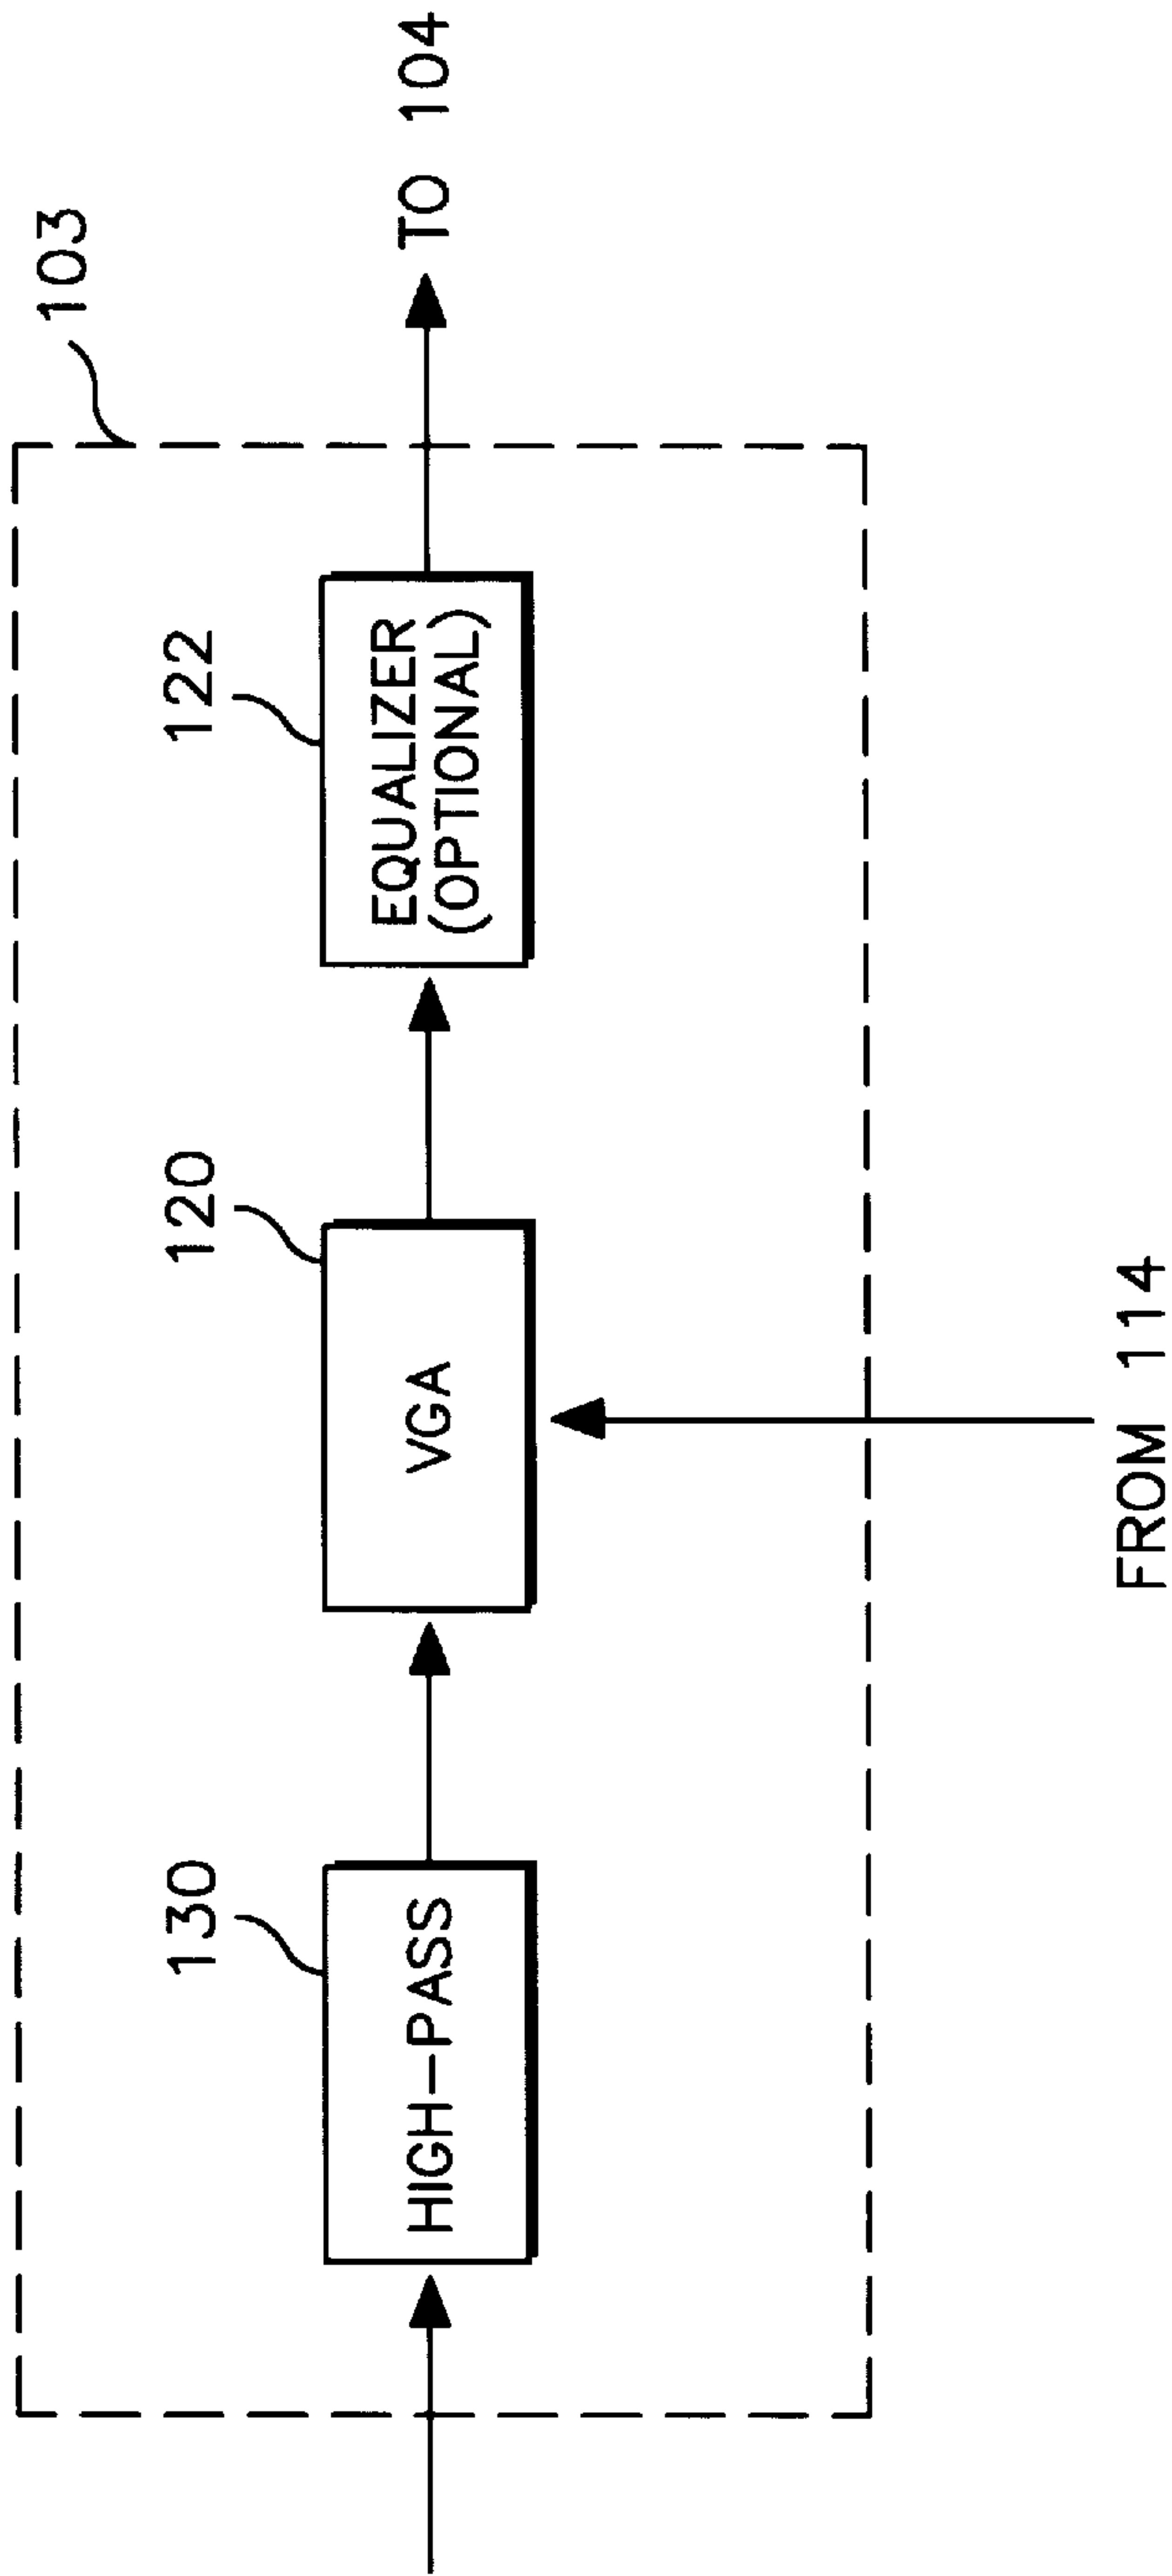 103
130
120
122
HIGH-PASS
VGA
EQUALIZER
(OPTIONAL)
TO 104
FROM 114